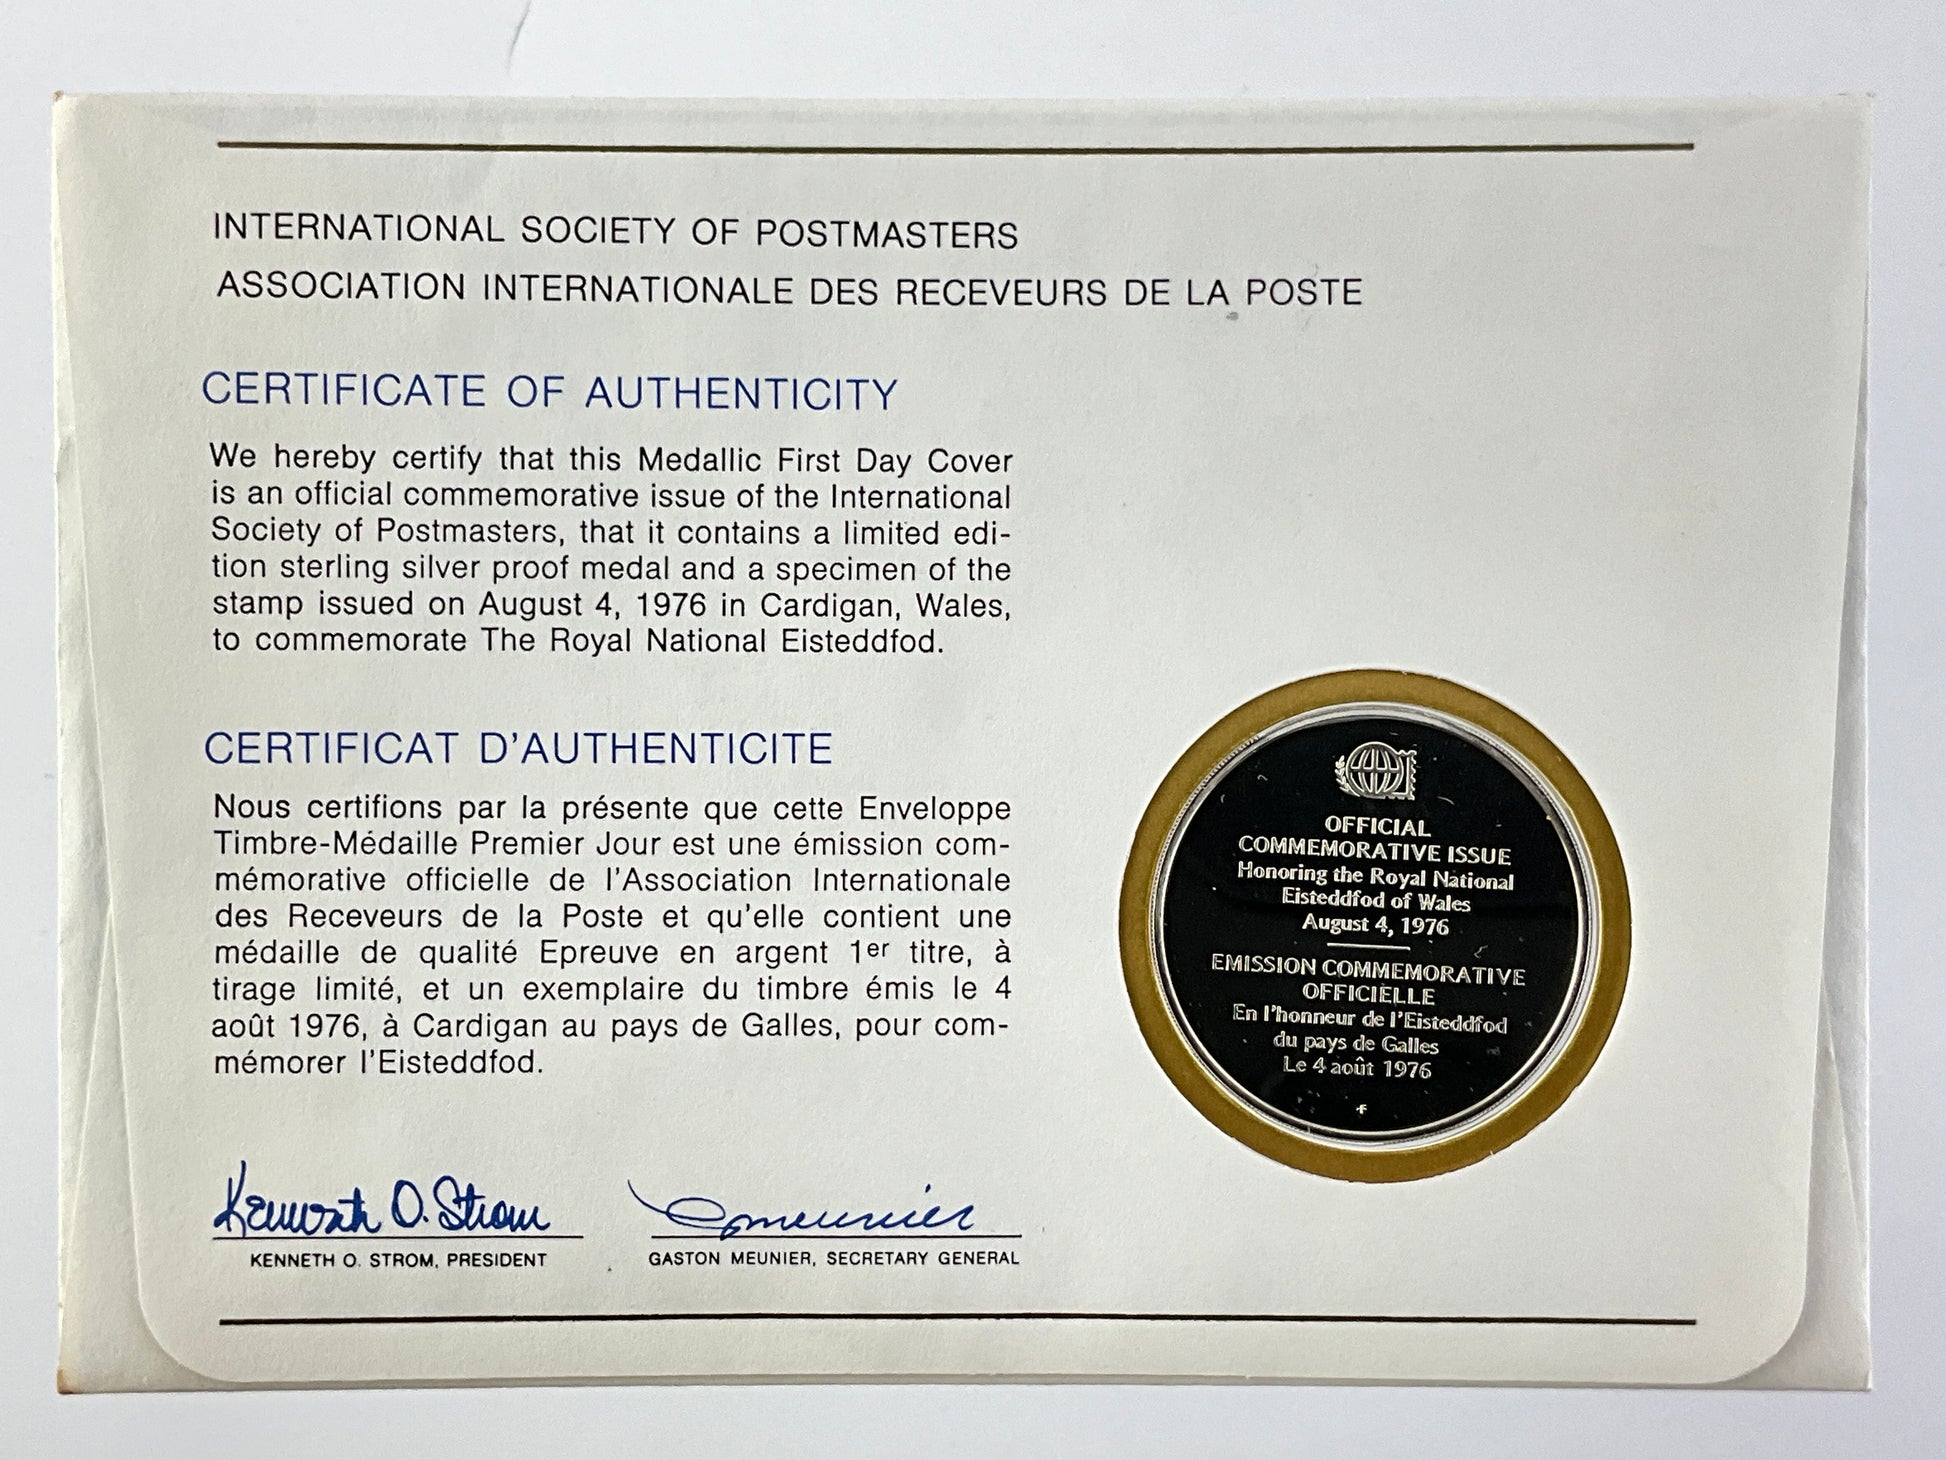 INTERNATIONAL SOCIETY OF POSTMASTERS
ASSOCIATION INTERNATIONALE DES RECEVEURS DE LA POSTE
CERTIFICATE OF AUTHENTICITY
We hereby certify that this Medallic First Day Cover
is an official commemorative issue of the International
Society of Postmasters, that it contains a limited edi-
tion sterling silver proof medal and a specimen of the
stamp issued on August 4, 1976 in Cardigan, Wales,
to commemorate The Royal National Eisteddfod.
CERTIFICAT D'AUTHENTICITE
Nous certifions par la présente que cette Enveloppe
Timbre-Médaille Premier Jour est une émission com-
mémorative officielle de l'Association Internationale
des Receveurs de la Poste et qu'elle contient une
médaille de qualité Epreuve en argent 1er titre, à
tirage limité, et un exemplaire du timbre émis le 4
août 1976, à Cardigan au pays de Galles, pour com-
mémorer l'Eisteddfod.
Kenneth O. Strom
GMeunier
KENNETH O. STROM, PRESIDENT
GASTON MEUNIER, SECRETARY GENERAL
OFFICIAL
COMMEMORATIVE ISSUE
Honoring the Royal National
Eisteddfod of Wales
August 4, 1976
EMISSION COMMEMORATIVE
OFFICIELLE
En l'honneur de l'Eisteddfod
du pays de Galles
Le 4 août 1976